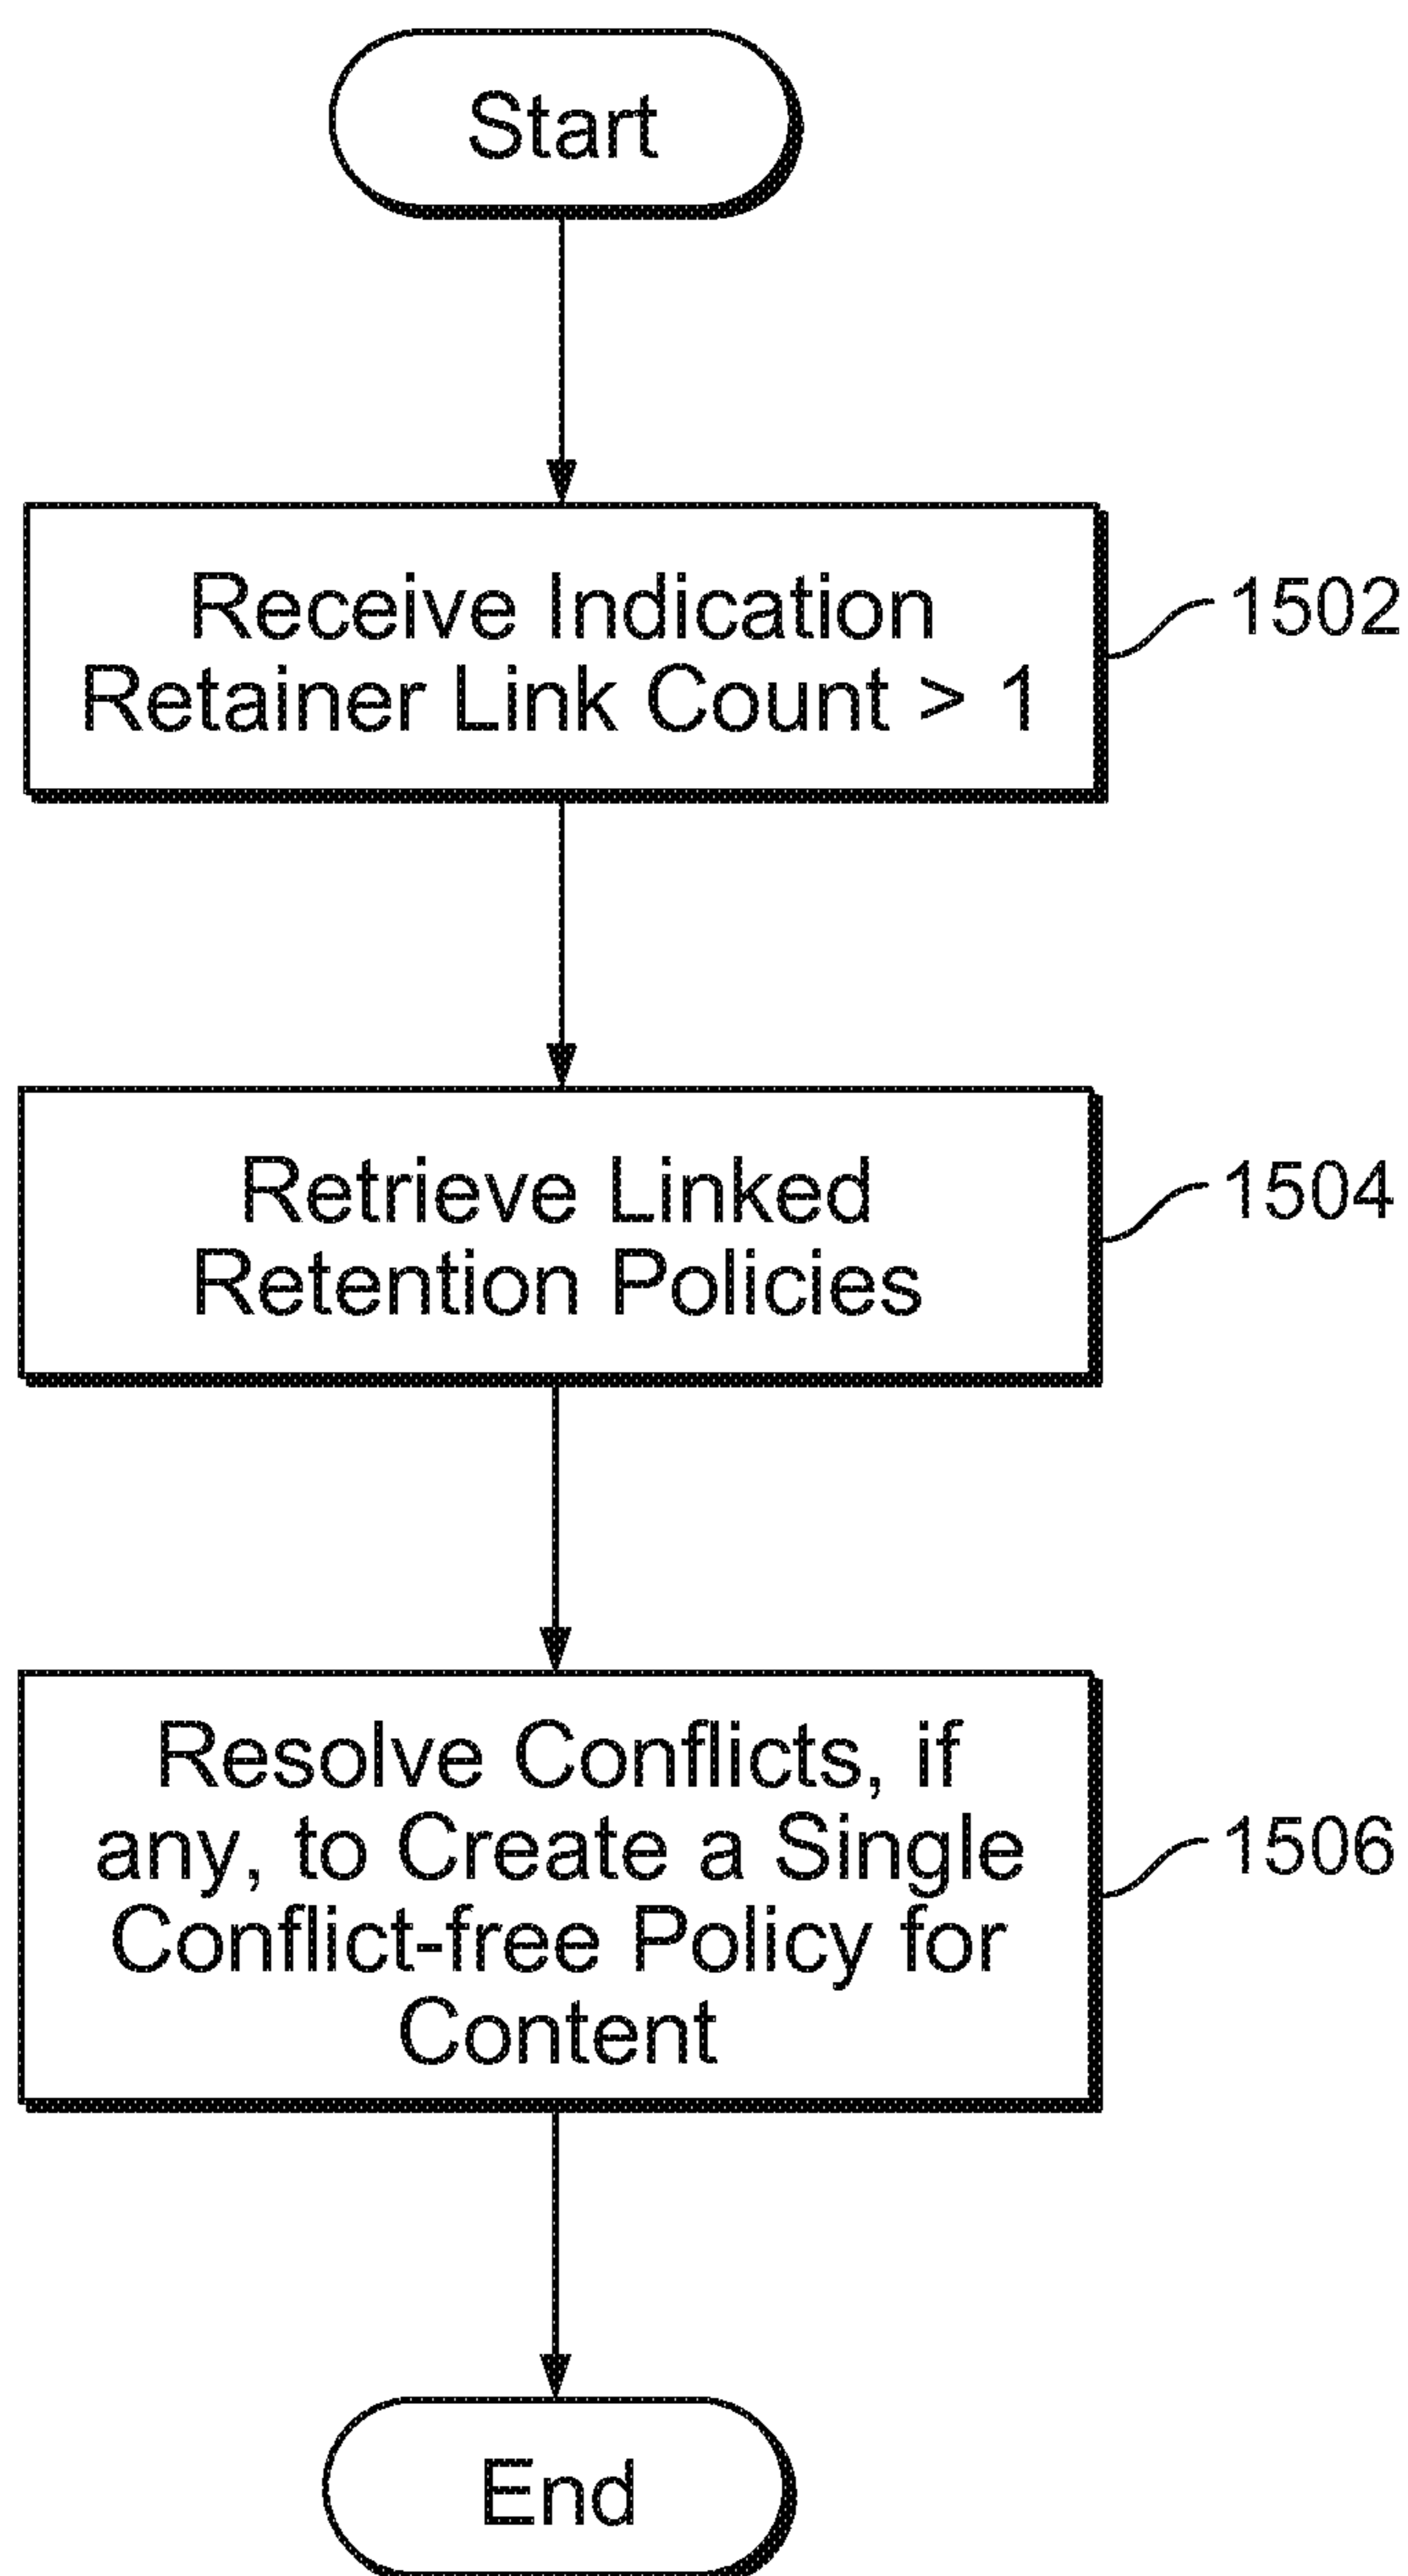 Start
Receive Indication
Retainer Link Count > 1
1502
Retrieve Linked
Retention Policies
1504
Resolve Conflicts, if
any, to Create a Single
Conflict-free Policy for
Content
1506
End